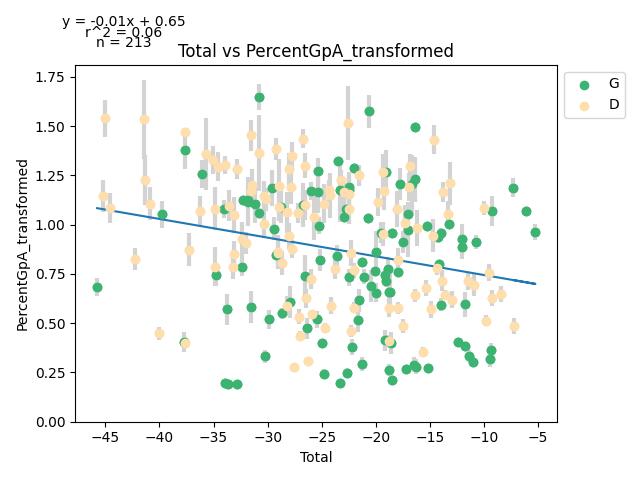 y = -0.01x + 0.65
r^2 = 0.06
n = 213
Total vs PercentGpA_transformed
PercentGpA_transformed
1.75
1.50
1.25
1.00
0.75
0.50
0.25
0.00
−45
−40
−35
−30
−25
−20
−15
−10
−5
Total
G
D